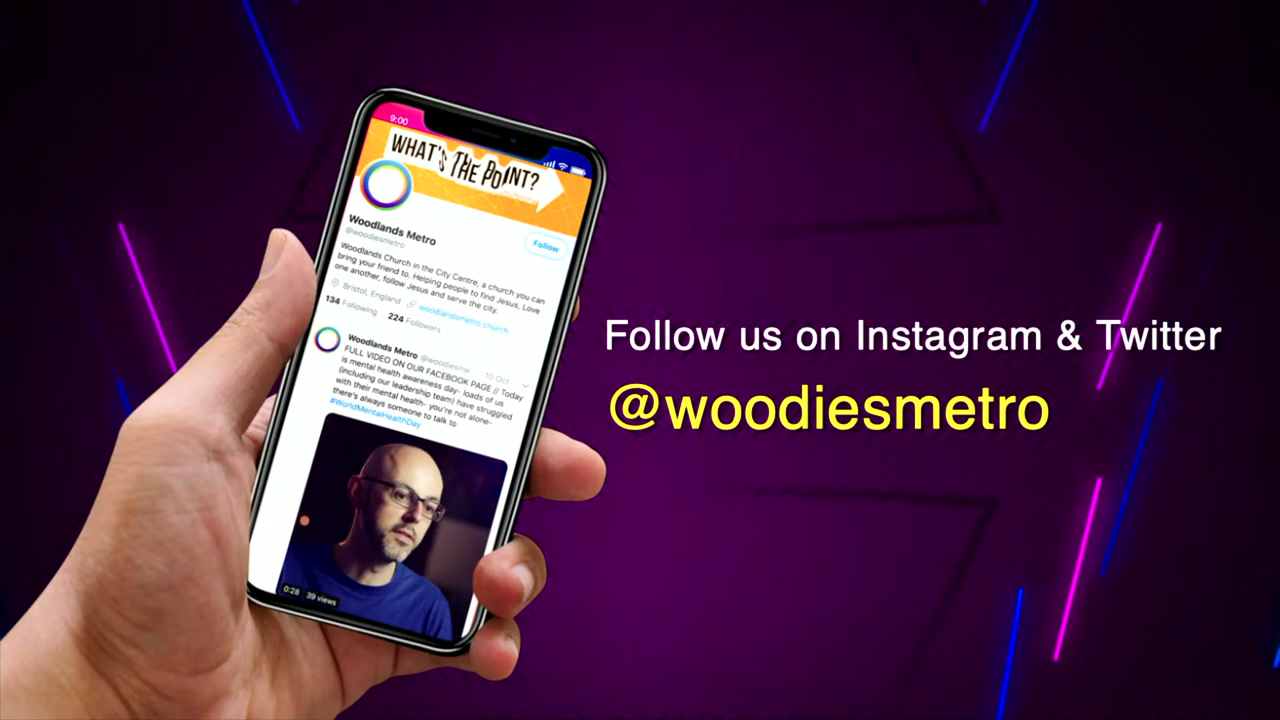 9:00
WHAT'S THE POINT?
Woodlands Metro
@woodiesmetro
Follow
Woodlands Church in the City Centre, a church you can
bring your friend to. Helping people to find Jesus, Love
one another, follow Jesus and serve the city.
Bristol, England woodlandsmetro.church
134 Following 224 Followers
Woodlands Metro @woodiesme 10 Oct
FULL VIDEO ON OUR FACEBOOK PAGE // Today
is mental health awareness day- loads of us
(including our leadership team) have struggled
with their mental health- you're not alone-
there's always someone to talk to
#WorldMentalHealthDay
0:28 39 views
Follow us on Instagram & Twitter
@woodiesmetro